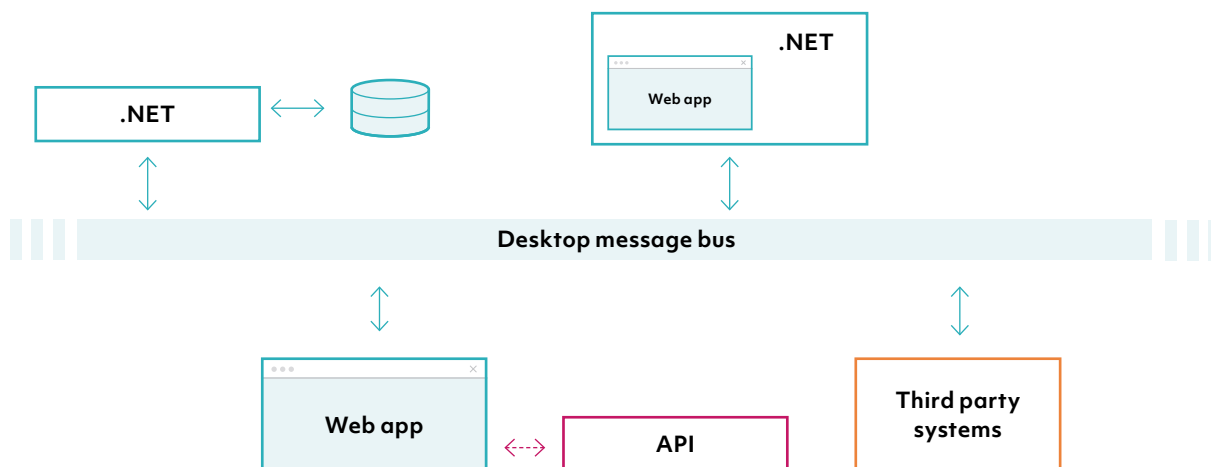 .NET
.NET
Web app
Desktop message bus
Web app
API
Third party
systems